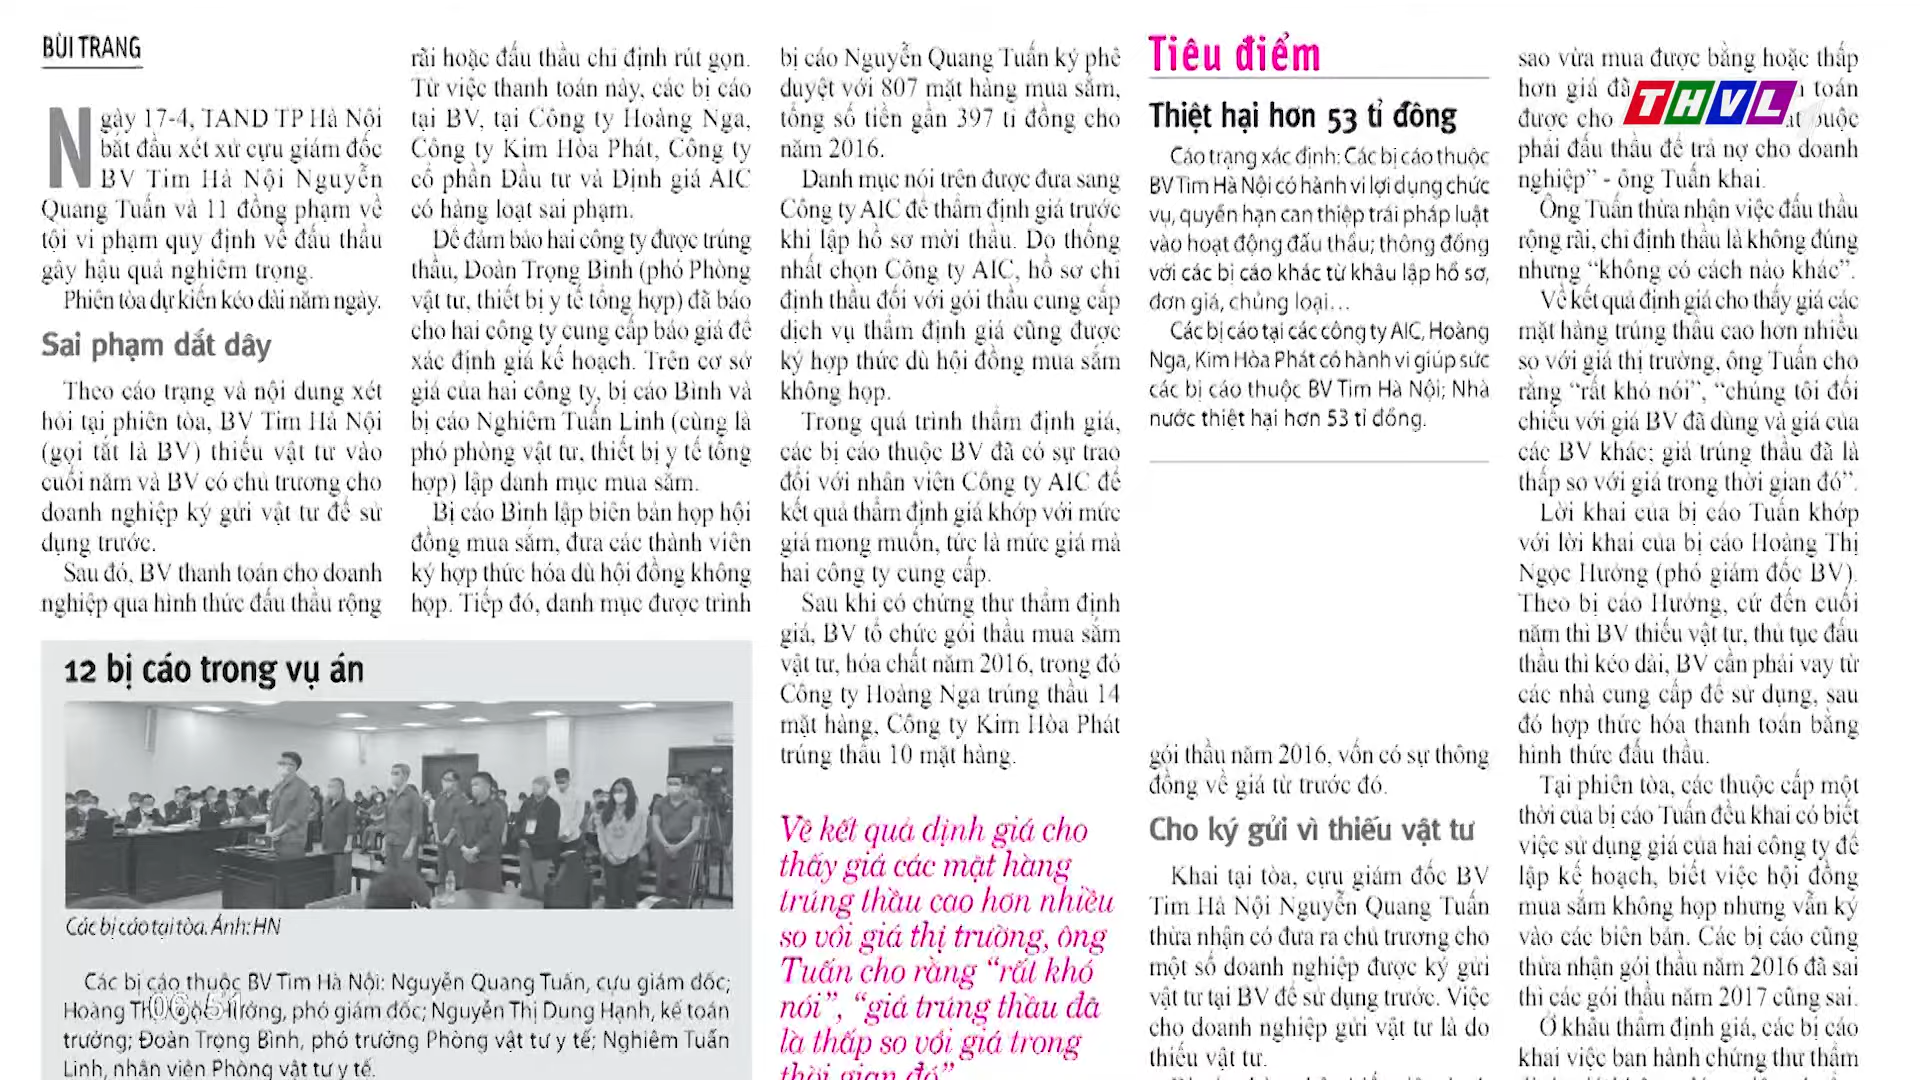 BÙI TRANG
Ngày 17-4, TAND TP Hà Nội
bắt đầu xét xử cựu giám đốc
BV Tim Hà Nội Nguyễn
Quang Tuấn và 11 đồng phạm về
tội vi phạm quy định về đấu thầu
gây hậu quả nghiêm trọng.
Phiên tòa dự kiến kéo dài năm ngày.
Sai phạm dắt dây
Theo cáo trạng và nội dung xét
hỏi tại phiên tòa, BV Tim Hà Nội
(gọi tắt là BV) thiếu vật tư vào
cuối năm và BV có chủ trương cho
doanh nghiệp ký gửi vật tư để sử
dụng trước.
Sau đó, BV thanh toán cho doanh
nghiệp qua hình thức đấu thầu rộng
rãi hoặc đấu thầu chỉ định rút gọn.
Từ việc thanh toán này, các bị cáo
tại BV, tại Công ty Hoàng Nga,
Công ty Kim Hòa Phát, Công ty
cổ phần Đầu tư và Định giá AIC
có hàng loạt sai phạm.
Để đảm bảo hai công ty được trúng
thầu, Đoàn Trọng Bình (phó Phòng
vật tư, thiết bị y tế tổng hợp) đã báo
cho hai công ty cung cấp báo giá để
xác định giá kế hoạch. Trên cơ sở
giá của hai công ty, bị cáo Bình và
bị cáo Nghiêm Tuấn Linh (cùng là
phó phòng vật tư, thiết bị y tế tổng
hợp) lập danh mục mua sắm.
Bị cáo Bình lập biên bản họp hội
đồng mua sắm, đưa các thành viên
ký hợp thức hóa dù hội đồng không
họp. Tiếp đó, danh mục được trình
12 bị cáo trong vụ án
Các bị cáo tại tòa. Ảnh: HN
Các bị cáo thuộc BV Tim Hà Nội: Nguyễn Quang Tuấn, cựu giám đốc;
Hoàng Thị Ngọc Hưởng, phó giám đốc; Nguyễn Thị Dung Hạnh, kế toán
trưởng; Đoàn Trọng Bình, phó trưởng Phòng vật tư y tế; Nghiêm Tuấn
Linh, nhân viên Phòng vật tư y tế.
06:51
bị cáo Nguyễn Quang Tuấn ký phê
duyệt với 807 mặt hàng mua sắm,
tổng số tiền gần 397 tỉ đồng cho
năm 2016.
Danh mục nói trên được đưa sang
Công ty AIC để thẩm định giá trước
khi lập hồ sơ mời thầu. Do thống
nhất chọn Công ty AIC, hồ sơ chỉ
định thầu đối với gói thầu cung cấp
dịch vụ thẩm định giá cũng được
ký hợp thức dù hội đồng mua sắm
không họp.
Trong quá trình thẩm định giá,
các bị cáo thuộc BV đã có sự trao
đổi với nhân viên Công ty AIC để
kết quả thẩm định giá khớp với mức
giá mong muốn, tức là mức giá mà
hai công ty cung cấp.
Sau khi có chứng thư thẩm định
giá, BV tổ chức gói thầu mua sắm
vật tư, hóa chất năm 2016, trong đó
Công ty Hoàng Nga trúng thầu 14
mặt hàng, Công ty Kim Hòa Phát
trúng thầu 10 mặt hàng.
Về kết quả định giá cho
thấy giá các mặt hàng
trúng thầu cao hơn nhiều
so với giá thị trường, ông
Tuấn cho rằng “rất khó
nói”, “giá trúng thầu đã
là thấp so với giá trong
thời gian đó”
Tiêu điểm
Thiệt hại hơn 53 tỉ đồng
Cáo trạng xác định: Các bị cáo thuộc
BV Tim Hà Nội có hành vi lợi dụng chức
vụ, quyền hạn can thiệp trái pháp luật
vào hoạt động đấu thầu; thông đồng
với các bị cáo khác từ khâu lập hồ sơ,
đơn giá, chủng loại…
Các bị cáo tại các công ty AIC, Hoàng
Nga, Kim Hòa Phát có hành vi giúp sức
các bị cáo thuộc BV Tim Hà Nội; Nhà
nước thiệt hại hơn 53 tỉ đồng.
gói thầu năm 2016, vốn có sự thông
đồng về giá từ trước đó.
Cho ký gửi vì thiếu vật tư
Khai tại tòa, cựu giám đốc BV
Tim Hà Nội Nguyễn Quang Tuấn
thừa nhận có đưa ra chủ trương cho
một số doanh nghiệp được ký gửi
vật tư tại BV để sử dụng trước. Việc
cho doanh nghiệp gửi vật tư là do
thiếu vật tư.
sao vừa mua được bằng hoặc thấp
hơn giá đã toán
được cho buộc
THVL1
phải đấu thầu để trả nợ cho doanh
nghiệp” - ông Tuấn khai.
Ông Tuấn thừa nhận việc đấu thầu
rộng rãi, chỉ định thầu là không đúng
nhưng “không có cách nào khác”.
Về kết quả định giá cho thấy giá các
mặt hàng trúng thầu cao hơn nhiều
so với giá thị trường, ông Tuấn cho
rằng “rất khó nói”, “chúng tôi đối
chiếu với giá BV đã dùng và giá của
các BV khác; giá trúng thầu đã là
thấp so với giá trong thời gian đó”.
Lời khai của bị cáo Tuấn khớp
với lời khai của bị cáo Hoàng Thị
Ngọc Hưởng (phó giám đốc BV).
Theo bị cáo Hưởng, cứ đến cuối
năm thì BV thiếu vật tư, thủ tục đấu
thầu thì kéo dài, BV cần phải vay từ
các nhà cung cấp để sử dụng, sau
đó hợp thức hóa thanh toán bằng
hình thức đấu thầu.
Tại phiên tòa, các thuộc cấp một
thời của bị cáo Tuấn đều khai có biết
việc sử dụng giá của hai công ty để
lập kế hoạch, biết việc hội đồng
mua sắm không họp nhưng vẫn ký
vào các biên bản. Các bị cáo cũng
thừa nhận gói thầu năm 2016 đã sai
thì các gói thầu năm 2017 cũng sai.
Ở khâu thẩm định giá, các bị cáo
khai việc ban hành chứng thư thẩm